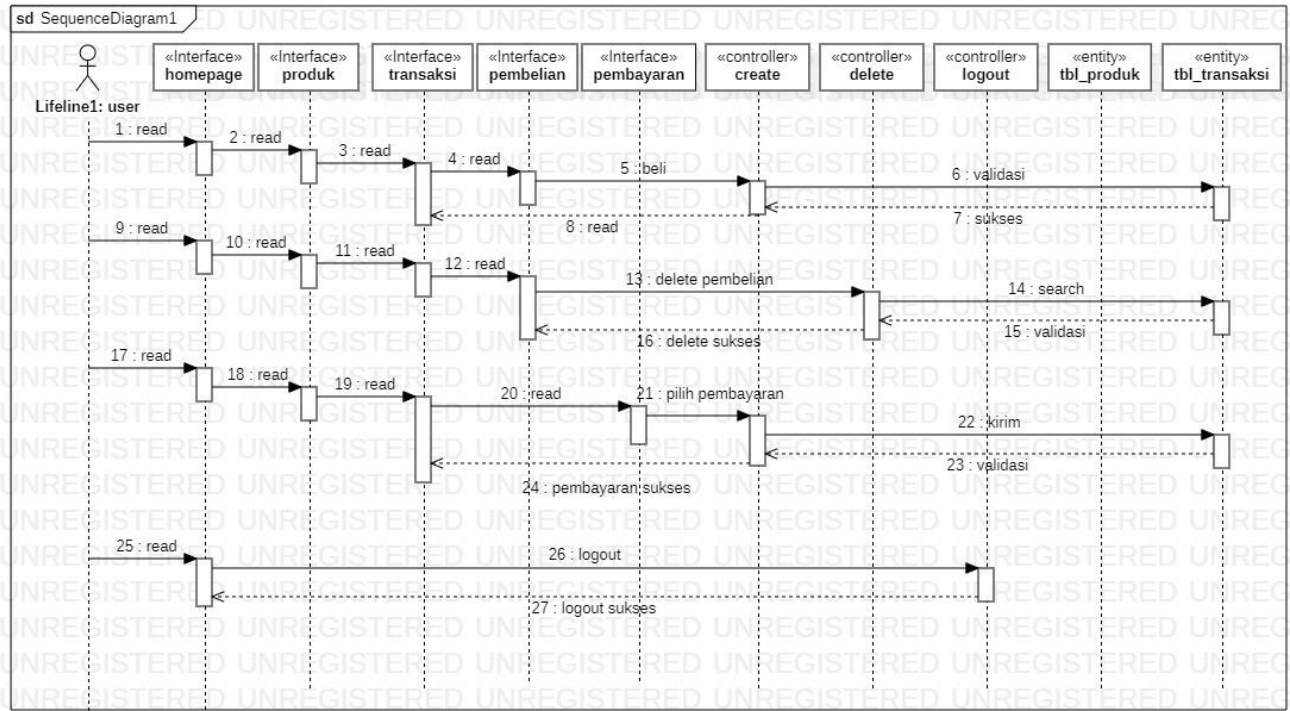 sd SequenceDiagram1
Lifeline1: user
«Interface»
homepage
«Interface»
produk
«Interface»
transaksi
«Interface»
pembelian
«Interface»
pembayaran
«controller»
create
«controller»
delete
«controller»
logout
«entity»
tbl_produk
«entity»
tbl_transaksi
1 : read
2 : read
3 : read
4 : read
5 : beli
6 : validasi
7 : sukses
8 : read
9 : read
10 : read
11 : read
12 : read
13 : delete pembelian
14 : search
15 : validasi
16 : delete sukses
17 : read
18 : read
19 : read
20 : read
21 : pilih pembayaran
22 : kirim
23 : validasi
24 : pembayaran sukses
25 : read
26 : logout
27 : logout sukses
UNREGISTERED